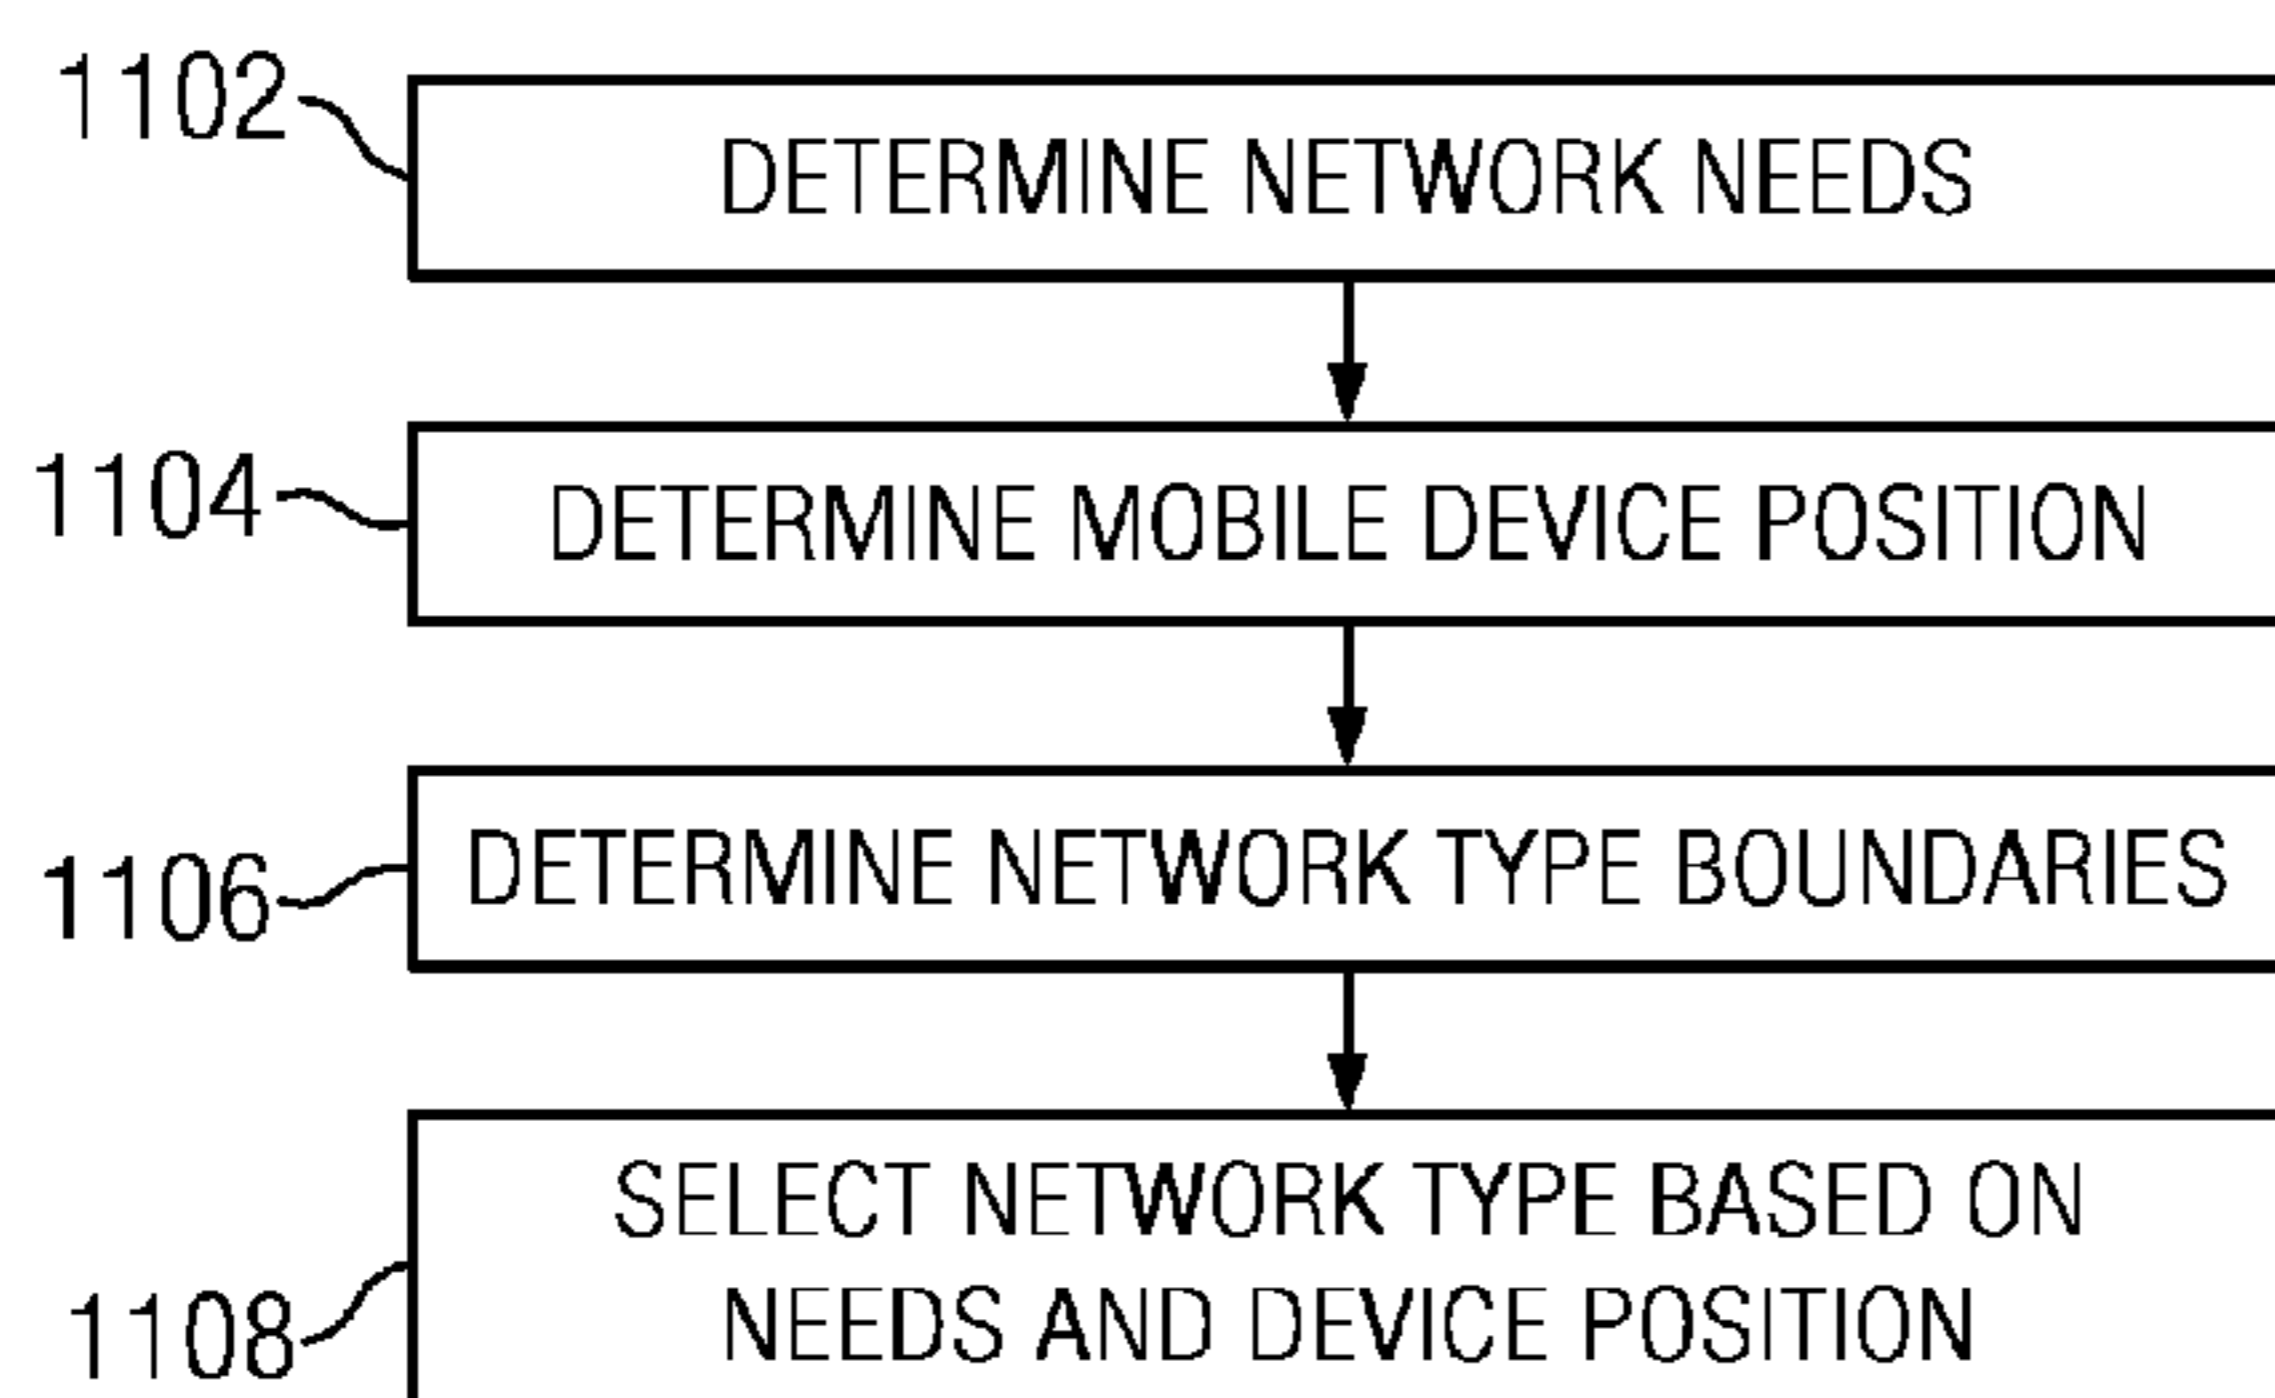 1102
DETERMINE NETWORK NEEDS
1104
DETERMINE MOBILE DEVICE POSITION
1106
DETERMINE NETWORK TYPE BOUNDARIES
1108
SELECT NETWORK TYPE BASED ON
NEEDS AND DEVICE POSITION